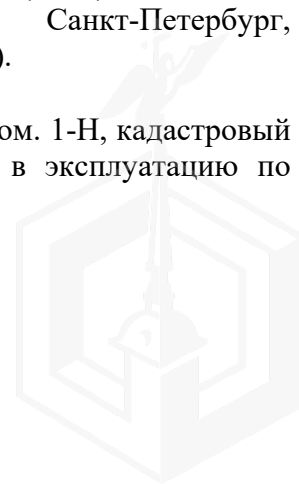 Санкт-Петербург,
).
ом. 1-Н, кадастровый
в эксплуатацию по